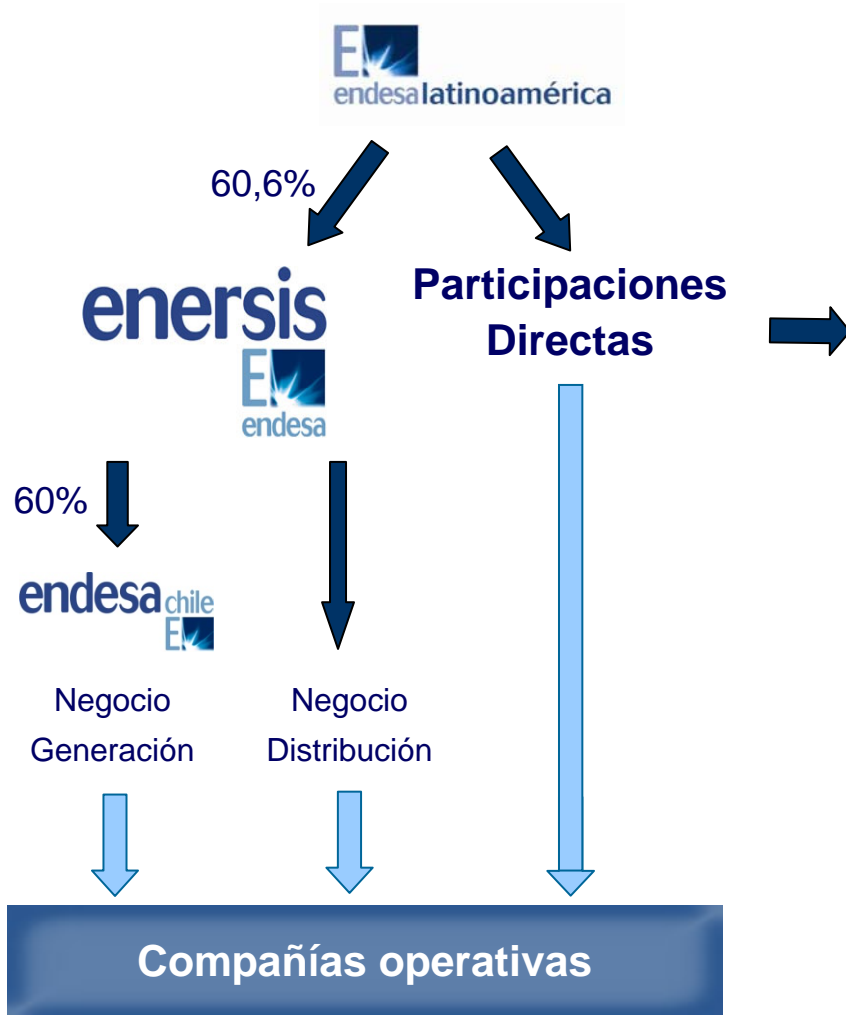 E
endesa latinoamérica
60,6%
enersis
E
endesa
Participaciones
Directas
60%
endesa chile
E
Negocio
Generación
Negocio
Distribución
Compañías operativas